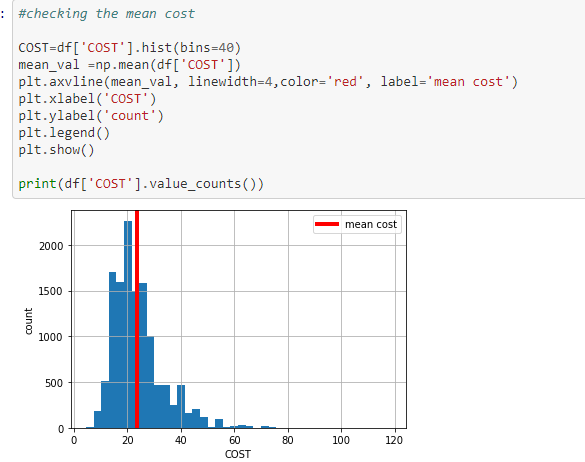 :
#checking the mean cost
COST=df['COST'].hist(bins=40)
mean_val =np.mean(df['COST'])
plt.axvline(mean_val, linewidth=4,color='red', label='mean cost')
plt.xlabel('COST')
plt.ylabel('count')
plt.legend()
plt.show()
print(df['COST'].value_counts())
mean cost
2000
1500
1000
500
0
count
0 20 40 60 80 100 120
COST